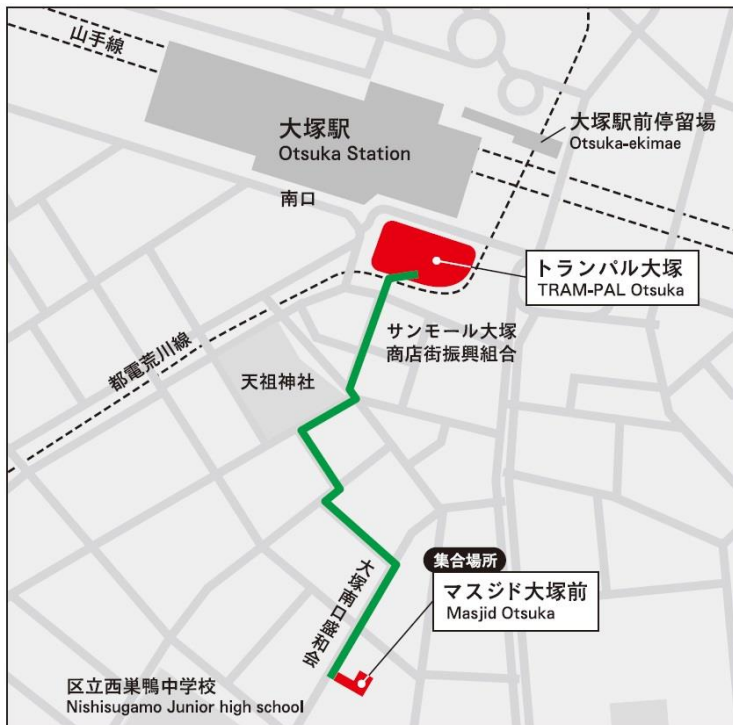 山手線
大塚駅
Otsuka Station
大塚駅前停留場
Otsuka-ekimae
南口
トランパル大塚
TRAM-PAL Otsuka
サンモール大塚
商店街振興組合
都電荒川線
天祖神社
集合場所
マスジド大塚前
Masjid Otsuka
大塚南口盛和会
区立西巣鴨中学校
Nishisugamo Junior high school